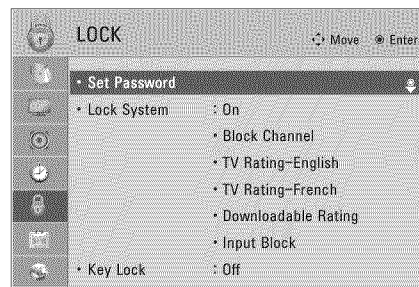 LOCK
Move Enter
• Set Password
• Lock System : On
• Block Channel
• TV Rating-English
• TV Rating-French
• Downloadable Rating
• Input Block
• Key Lock : Off